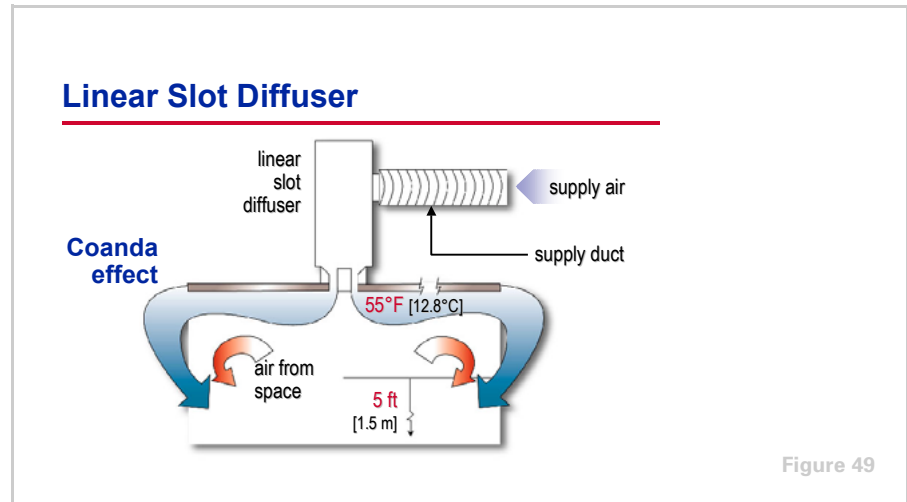 Linear Slot Diffuser
linear
slot
diffuser
supply air
supply duct
Coanda
effect
55°F [12.8°C]
air from
space
5 ft
[1.5 m]
Figure 49